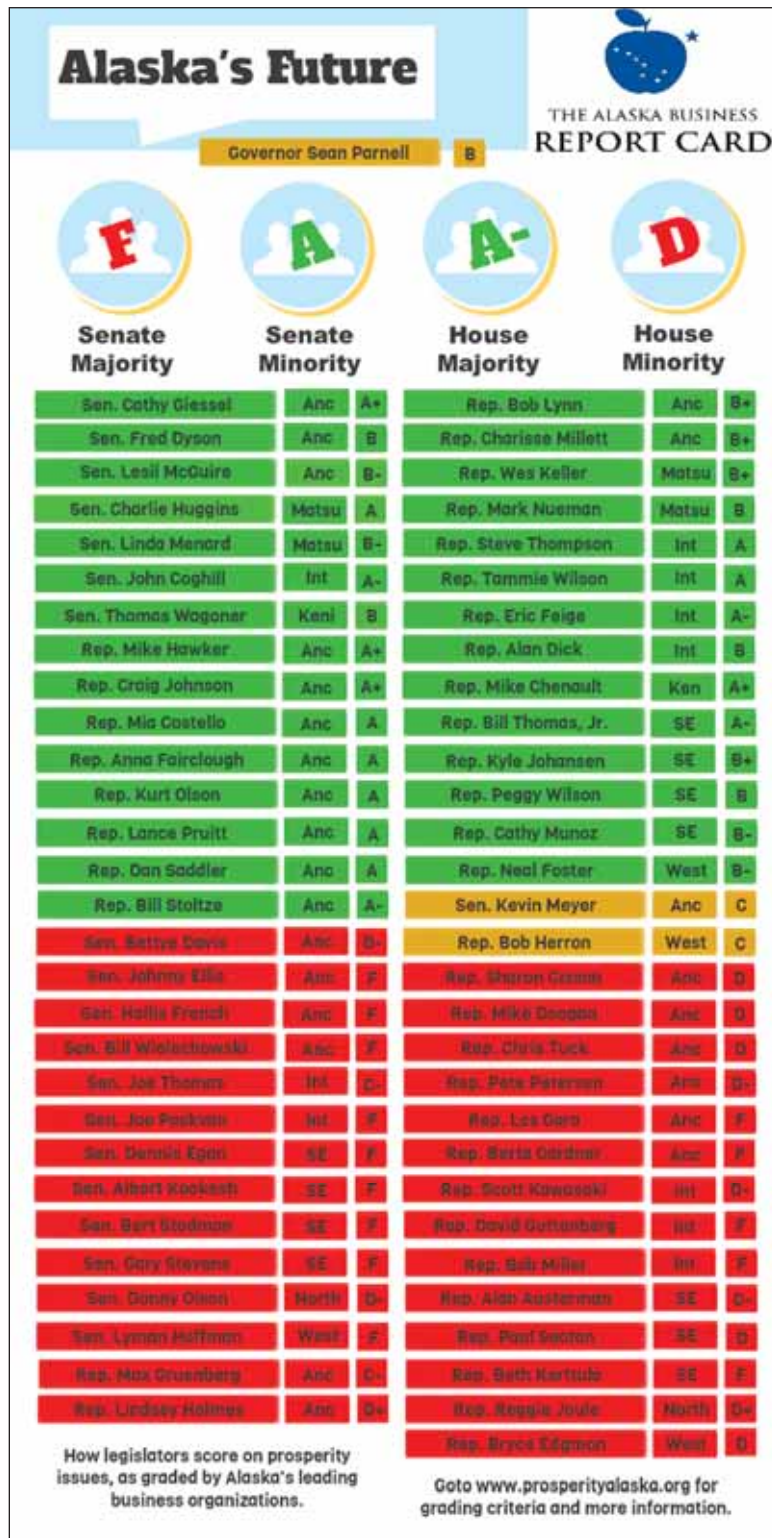 Alaska's Future
THE ALASKA BUSINESS
REPORT CARD
Governor Sean Parnell B
F
Senate
Majority
A
Senate
Minority
A-
House
Majority
D
House
Minority
Sen. Cathy Giessel Anc A+
Sen. Fred Dyson Anc B
Sen. Lesil McGuire Anc B-
Sen. Charlie Huggins Matsu A
Sen. Linda Menard Matsu B-
Sen. John Coghill Int A-
Sen. Thomas Wagoner Keni B
Rep. Mike Hawker Anc A+
Rep. Craig Johnson Anc A+
Rep. Mia Costello Anc A
Rep. Anna Fairclough Anc A
Rep. Kurt Olson Anc A
Rep. Lance Pruitt Anc A
Rep. Dan Saddler Anc A
Rep. Bill Stoltze Anc A-
Sen. Bettye Davis Anc D-
Sen. Johnny Ellis Anc F
Sen. Hollis French Anc F
Sen. Bill Wielechowski Anc F
Sen. Joe Thomas Int
Sen. Joe Paskvan Int F
Sen. Dennis Egan SE F
Sen. Albert Kookesh SE F
Sen. Bert Stedman SE F
Sen. Gary Stevens SE F
Sen. Donny Olson North
Sen. Lyman Hoffman West F
Rep. Max Gruenberg Anc
Rep. Lindsey Holmes Anc D+
How legislators score on prosperity
issues, as graded by Alaska's leading
business organizations.
Rep. Bob Lynn Anc B+
Rep. Charisse Millett Anc B+
Rep. Wes Keller Matsu B+
Rep. Mark Nueman Matsu B
Rep. Steve Thompson Int A
Rep. Tammie Wilson Int A
Rep. Eric Feige Int A-
Rep. Alan Dick Int B
Rep. Mike Chenault Ken A+
Rep. Bill Thomas, Jr. SE A-
Rep. Kyle Johansen SE B+
Rep. Peggy Wilson SE B
Rep. Cathy Munoz SE B-
Rep. Neal Foster West B-
Sen. Kevin Meyer Anc C
Rep. Bob Herron West C
Rep. Sharon Anc D
Rep. Mike Doogan Anc D
Rep. Chris Tuck Anc D
Rep. Pete Petersen Anc D-
Rep. Les Gara Anc F
Rep. Berta Gardner Anc F
Rep. Scott Kawasaki Int D-
Rep. David Guttenberg Int F
Rep. Bob Miller Int F
Rep. Alan Austerman SE D-
Rep. Paul Seaton SE D
Rep. Beth Kerttula SE F
Rep. Reggie Joule North D+
Rep. Bryce Edgmon West D
Goto www.prosperityalaska.org for
grading criteria and more information.